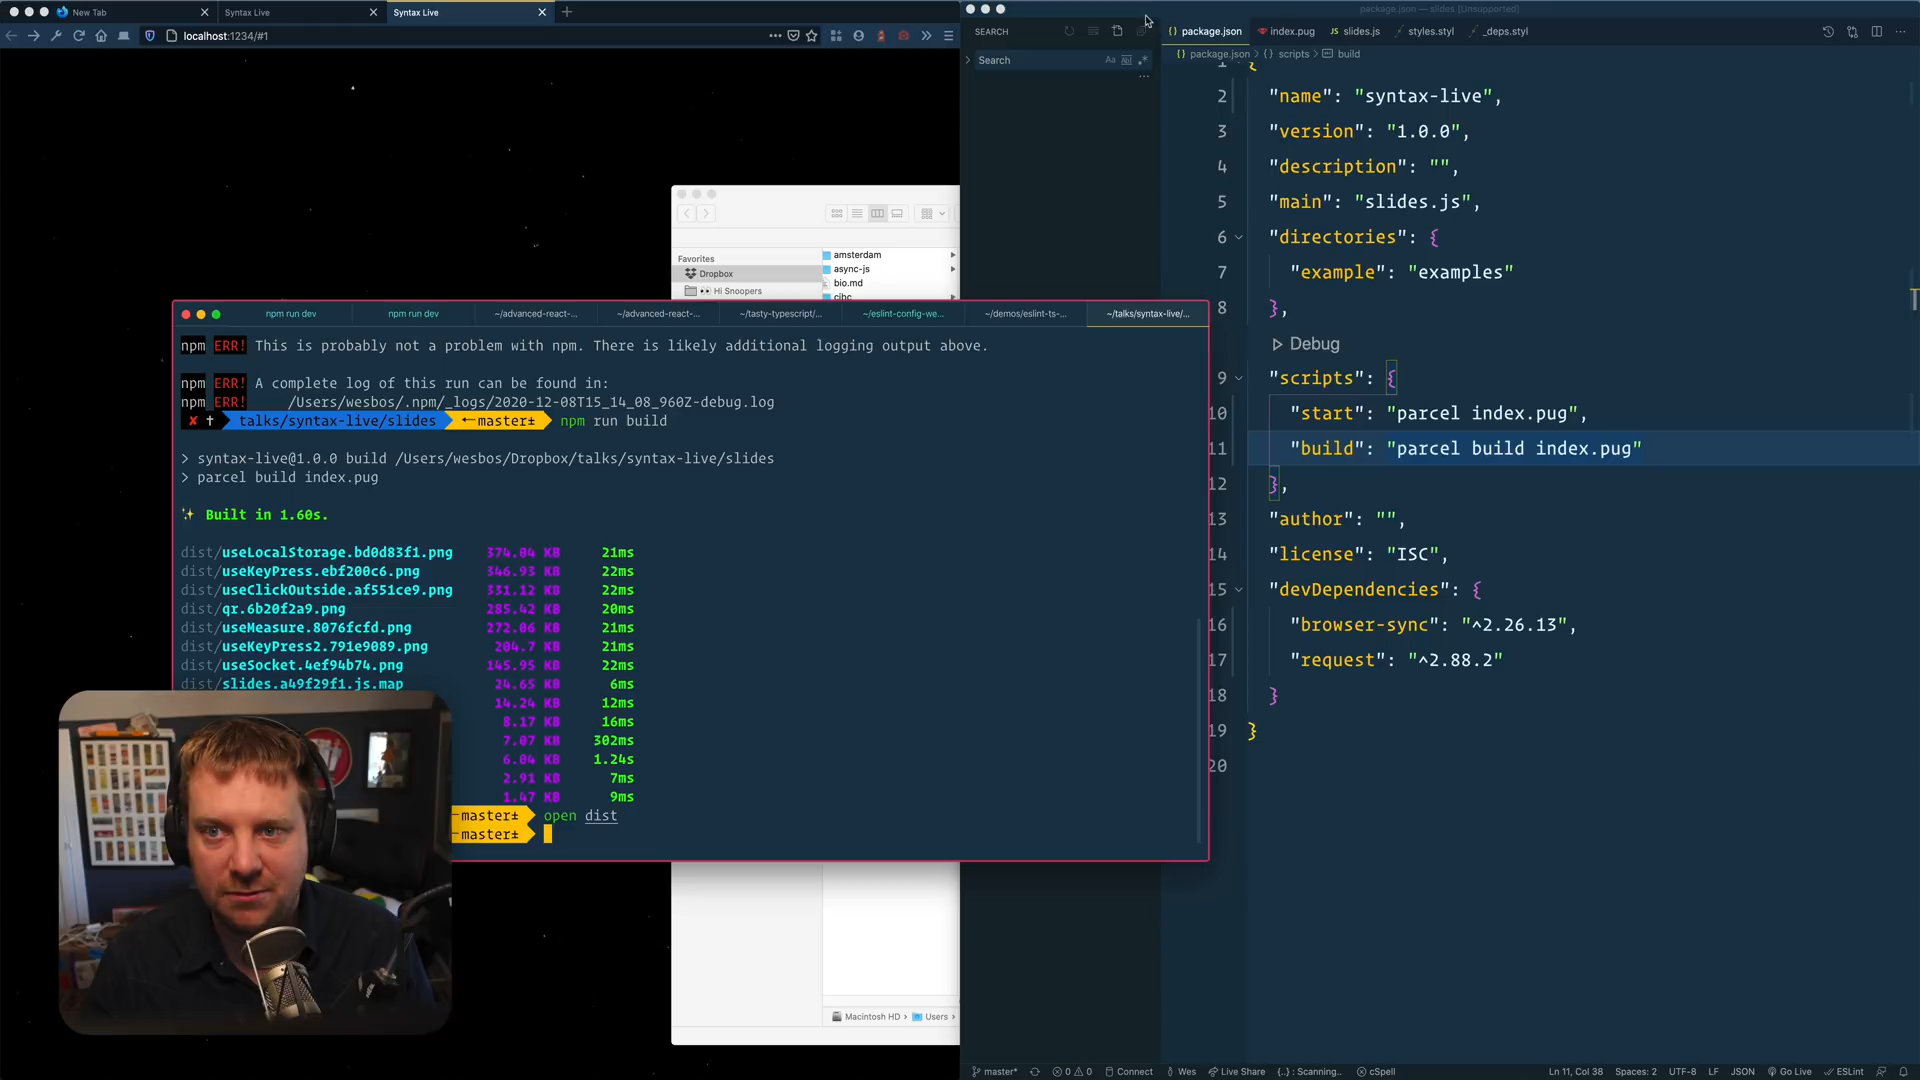 New Tab
Syntax Live
Syntax Live
localhost:1234/#1
package.json — slides [Unsupported]
SEARCH
Search
Aa
package.json
index.pug
JS slides.js
styles.styl
_deps.styl
{} package.json > {} scripts > build
1 {
2 "name": "syntax-live",
3 "version": "1.0.0",
4 "description": "",
5 "main": "slides.js",
6 "directories": {
7 "example": "examples"
8 },
Debug
9 "scripts": {
10 "start": "parcel index.pug",
11 "build": "parcel build index.pug"
12 },
13 "author": "",
14 "license": "ISC",
15 "devDependencies": {
16 "browser-sync": "^2.26.13",
17 "request": "^2.88.2"
18 }
19 }
20
Favorites
Dropbox
Hi Snoopers
amsterdam
async-js
bio.md
cibc
npm run dev
npm run dev
~/advanced-react-...
~/advanced-react-...
~/tasty-typescript/...
~/eslint-config-we...
~/demos/eslint-ts-...
~/talks/syntax-live/...
npm ERR! This is probably not a problem with npm. There is likely additional logging output above.
npm ERR! A complete log of this run can be found in:
npm ERR!     /Users/wesbos/.npm/_logs/2020-12-08T15_14_08_960Z-debug.log
✘ † talks/syntax-live/slides ←master± npm run build
> syntax-live@1.0.0 build /Users/wesbos/Dropbox/talks/syntax-live/slides
> parcel build index.pug
✨ Built in 1.60s.
dist/useLocalStorage.bd0d83f1.png 374.04 KB 21ms
dist/useKeyPress.ebf200c6.png 346.93 KB 22ms
dist/useClickOutside.af551ce9.png 331.12 KB 22ms
dist/qr.6b20f2a9.png 285.42 KB 20ms
dist/useMeasure.8076fcfd.png 272.06 KB 21ms
dist/useKeyPress2.791e9089.png 204.7 KB 21ms
dist/useSocket.4ef94b74.png 145.95 KB 22ms
dist/slides.a49f29f1.js.map 24.65 KB 6ms
14.24 KB 12ms
8.17 KB 16ms
7.07 KB 302ms
6.04 KB 1.24s
2.91 KB 7ms
1.47 KB 9ms
master± open dist
master±
Macintosh HD > Users >
master* 0 0 Connect Wes Live Share {..} : Scanning.. cSpell Ln 11, Col 38 Spaces: 2 UTF-8 LF JSON Go Live ESLint